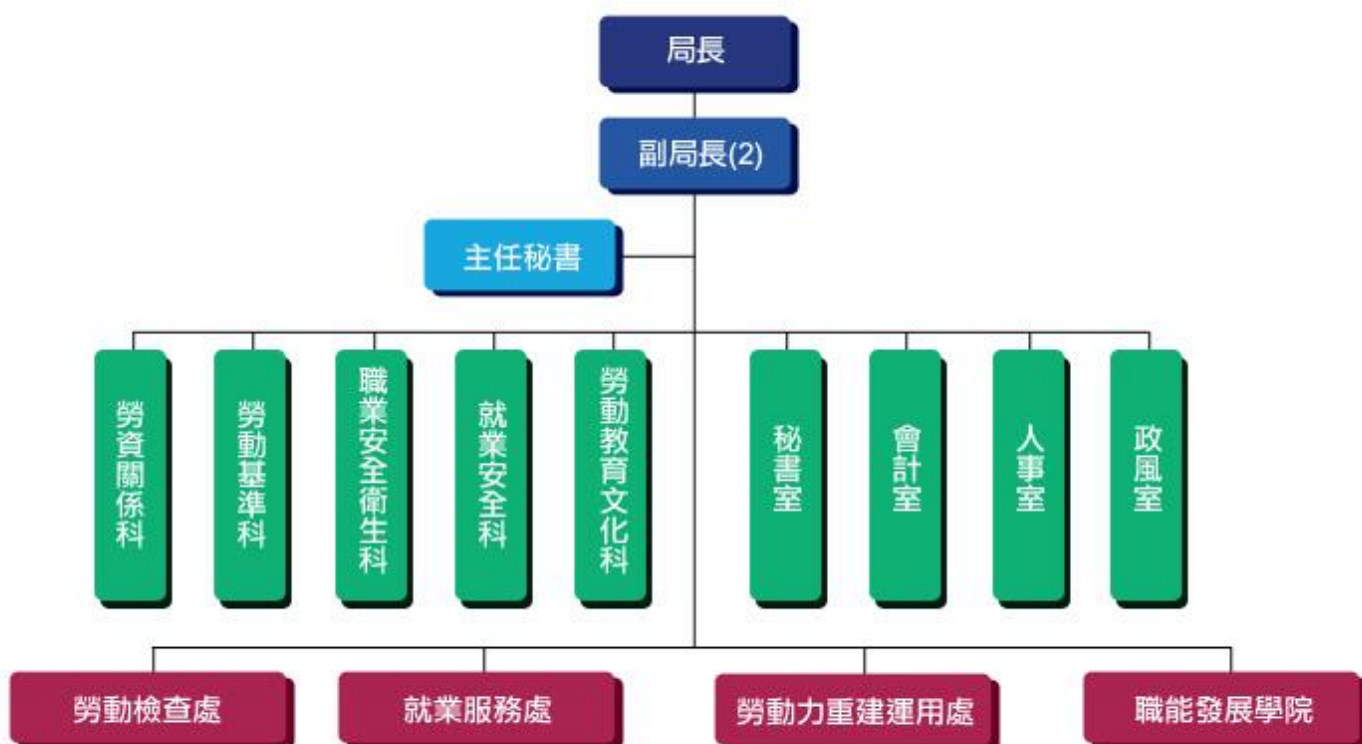 局長
副局長(2)
主任秘書
勞資關係科
勞動基準科
職業安全衛生科
就業安全科
勞動教育文化科
秘書室
會計室
人事室
政風室
勞動檢查處
就業服務處
勞動力重建運用處
職能發展學院